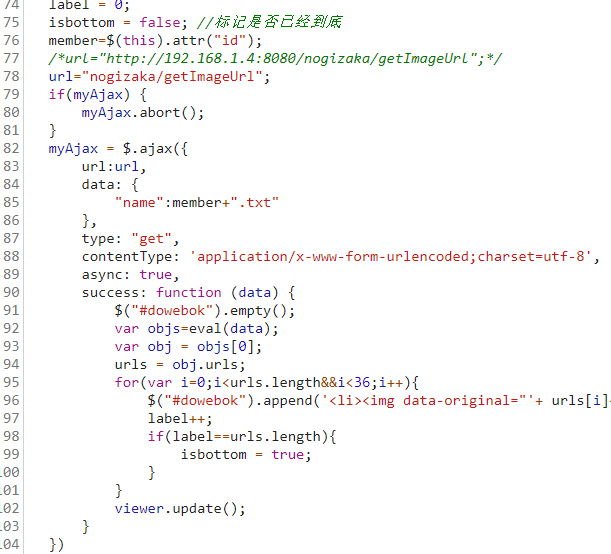 74 label = 0;
75 isbottom = false; //标记是否已经到底
76 member=$(this).attr("id");
77 /*url="http://192.168.1.4:8080/nogizaka/getImageUrl";*/
78 url="nogizaka/getImageUrl";
79 if(myAjax) {
80 myAjax.abort();
81 }
82 myAjax = $.ajax({
83 url:url,
84 data: {
85 "name":member+".txt"
86 },
87 type: "get",
88 contentType: 'application/x-www-form-urlencoded;charset=utf-8',
89 async: true,
90 success: function (data) {
91 $("#dowebok").empty();
92 var objs=eval(data);
93 var obj = objs[0];
94 urls = obj.urls;
95 for(var i=0;i<urls.length&&i<36;i++){
96 $("#dowebok").append('<li><img data-original="'+ urls[i]
97 label++;
98 if(label==urls.length){
99 isbottom = true;
100 }
101 }
102 viewer.update();
103 }
104 })